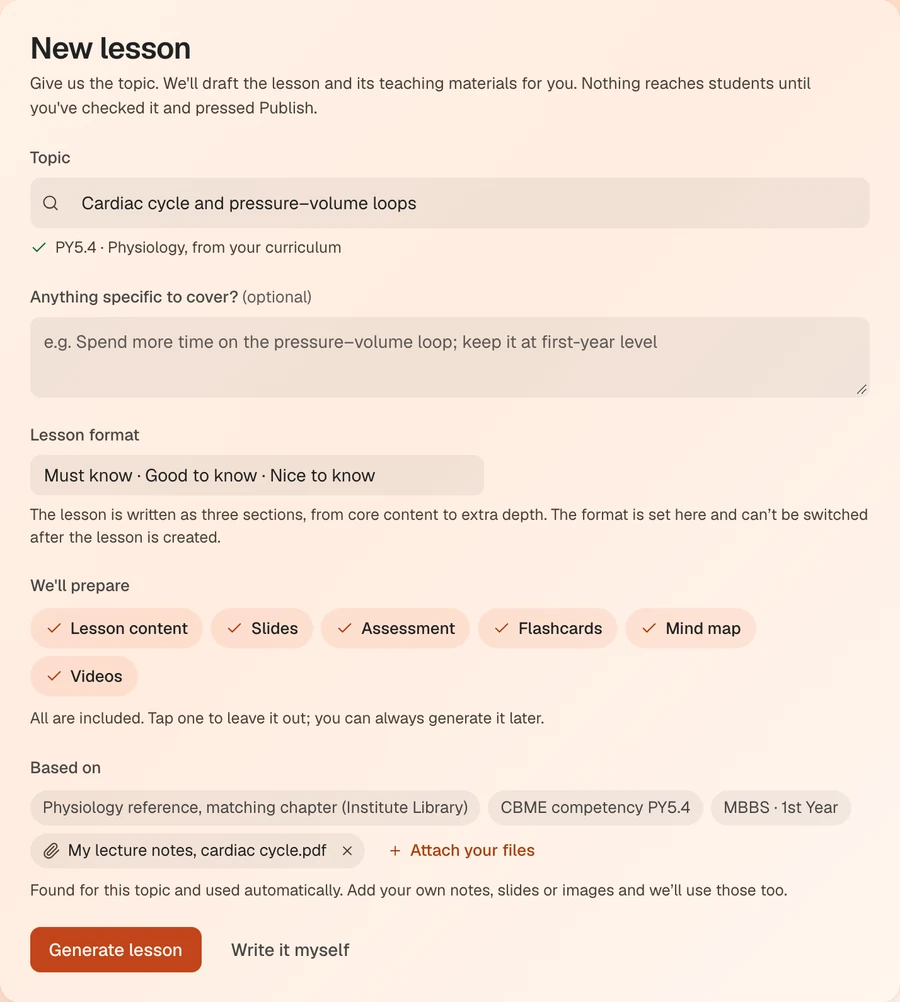 New lesson
Give us the topic. We'll draft the lesson and its teaching materials for you. Nothing reaches students until
you've checked it and pressed Publish.
Topic
Cardiac cycle and pressure–volume loops
PY5.4 · Physiology, from your curriculum
Anything specific to cover? (optional)
e.g. Spend more time on the pressure–volume loop; keep it at first-year level
Lesson format
Must know · Good to know · Nice to know
The lesson is written as three sections, from core content to extra depth. The format is set here and can’t be switched
after the lesson is created.
We'll prepare
Lesson content Slides Assessment Flashcards Mind map
Videos
All are included. Tap one to leave it out; you can always generate it later.
Based on
Physiology reference, matching chapter (Institute Library) CBME competency PY5.4 MBBS · 1st Year
My lecture notes, cardiac cycle.pdf × + Attach your files
Found for this topic and used automatically. Add your own notes, slides or images and we’ll use those too.
Generate lesson Write it myself